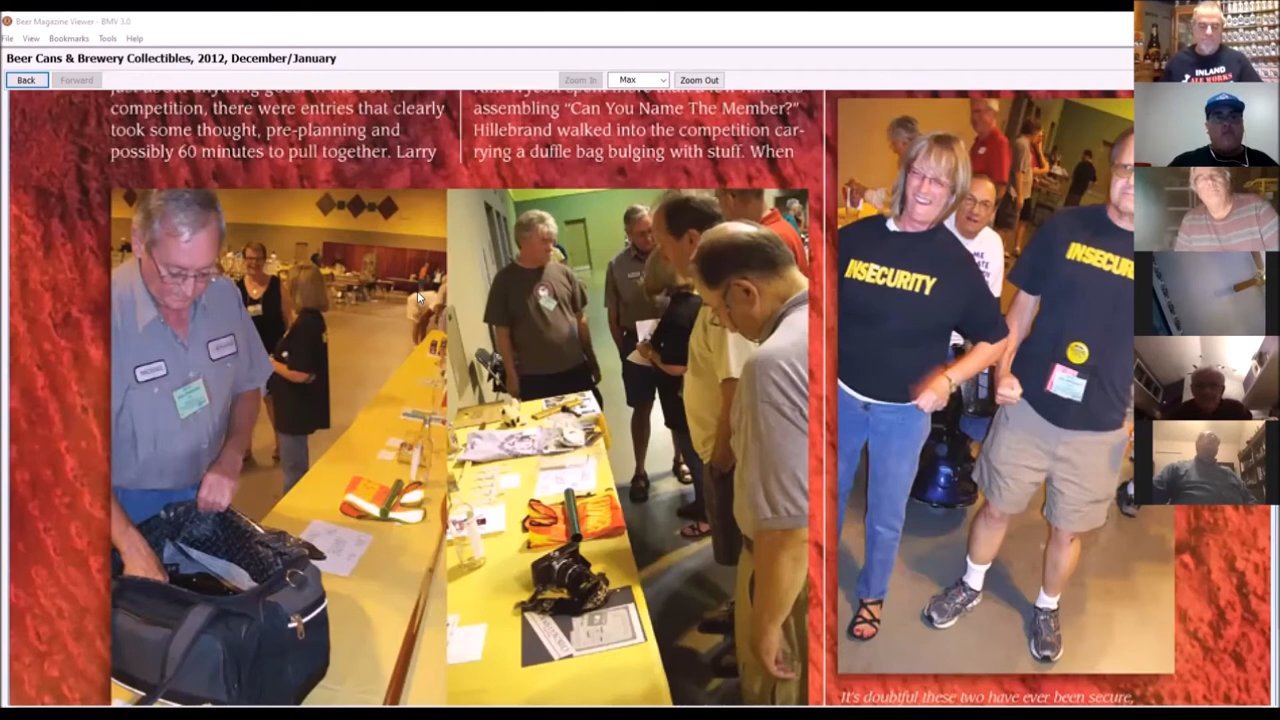 Beer Magazine Viewer - BMV 3.0
File View Bookmarks Tools Help
Beer Cans & Brewery Collectibles, 2012, December/January
Back Forward Zoom In Max Zoom Out
competition, there were entries that clearly
took some thought, pre-planning and
possibly 60 minutes to pull together. Larry
assembling “Can You Name The Member?”
Hillebrand walked into the competition car-
rying a duffle bag bulging with stuff. When
INSECURITY
INSECUR
MICHAEL
INLAND
ALE WORKS
It's doubtful these two have ever been secure,